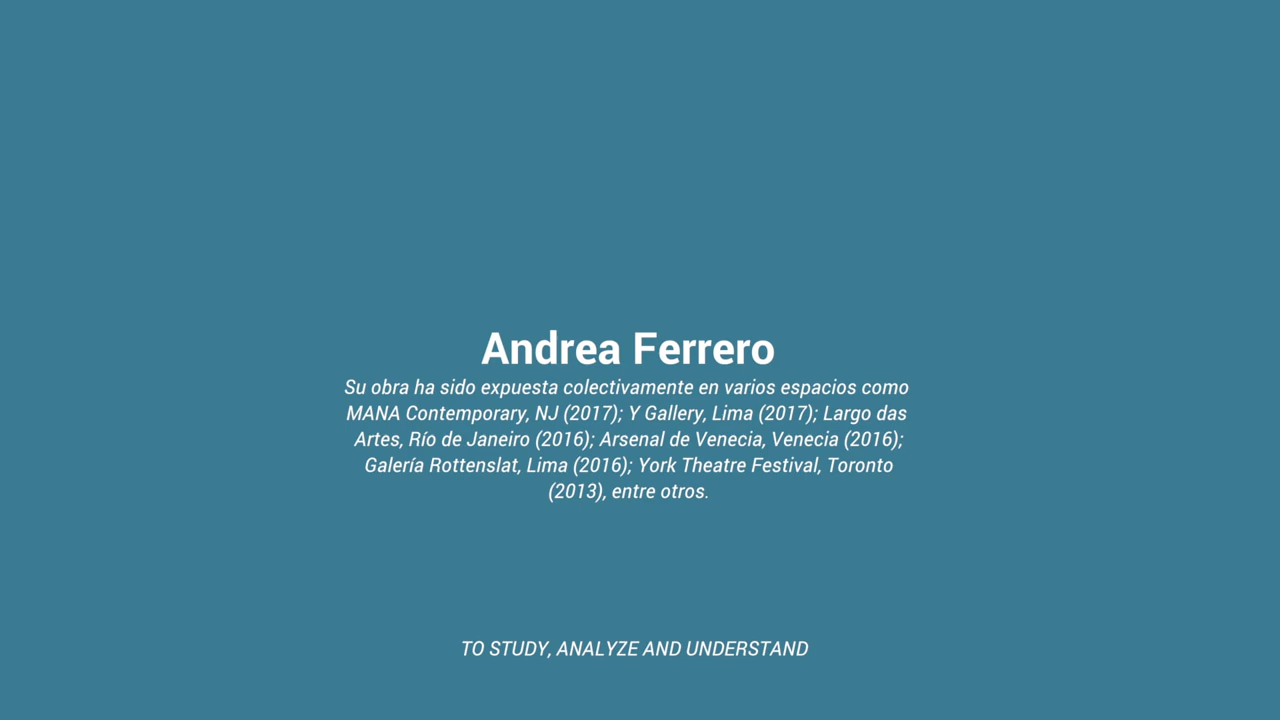 Andrea Ferrero
Su obra ha sido expuesta colectivamente en varios espacios como
MANA Contemporary, NJ (2017); Y Gallery, Lima (2017); Largo das
Artes, Río de Janeiro (2016); Arsenal de Venecia, Venecia (2016);
Galería Rottenslat, Lima (2016); York Theatre Festival, Toronto
(2013), entre otros.
TO STUDY, ANALYZE AND UNDERSTAND